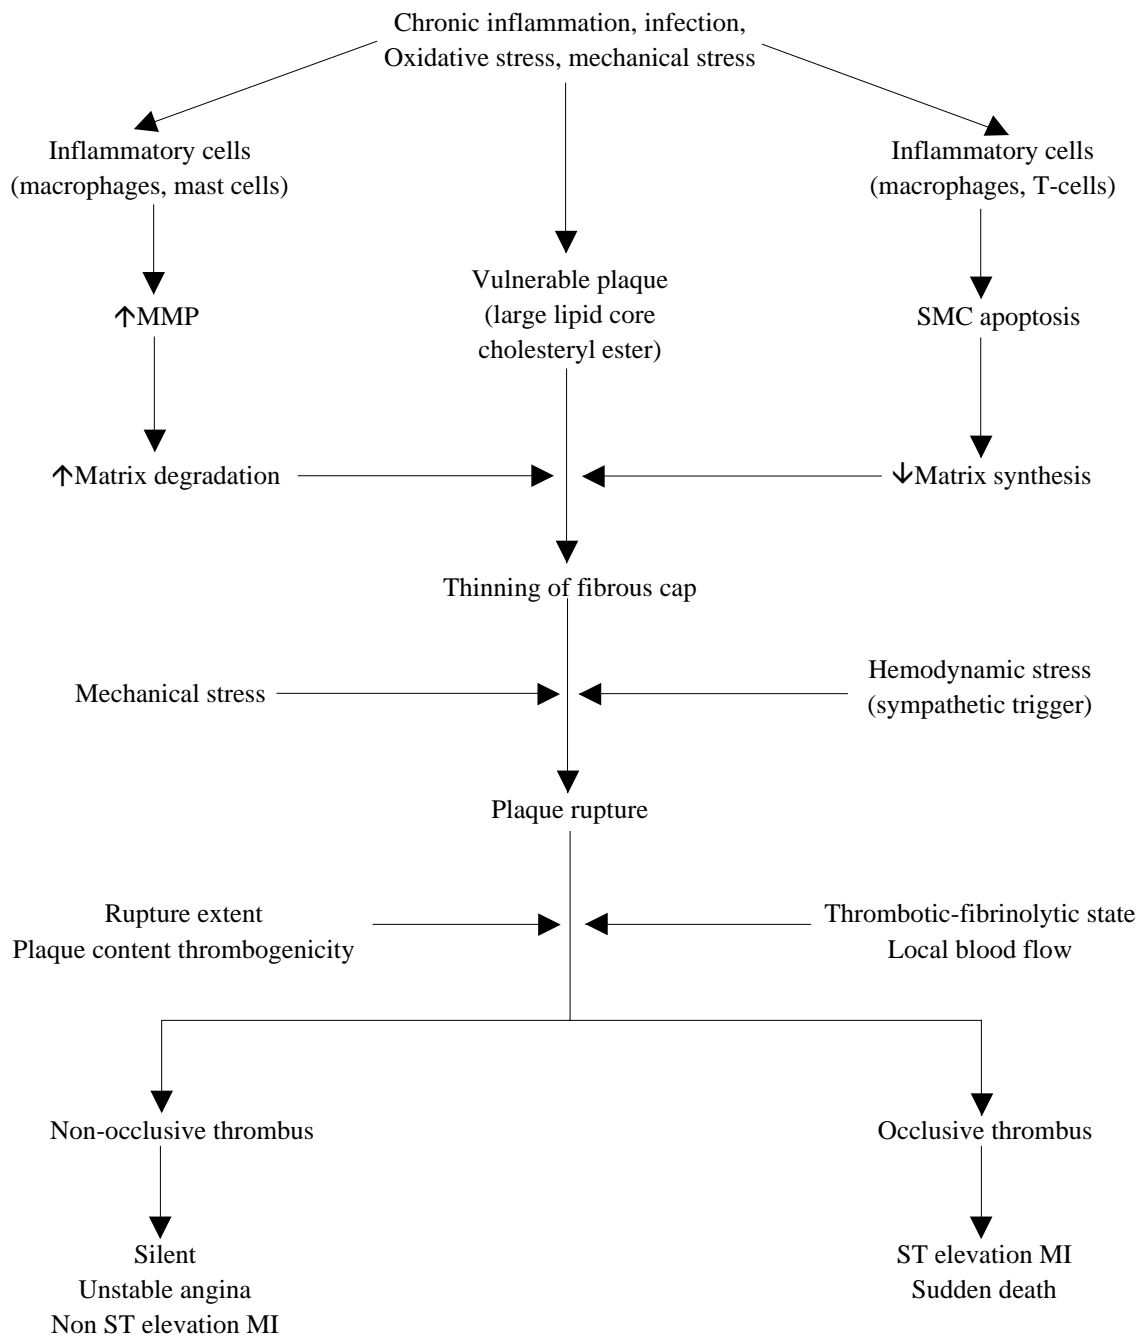 Chronic inflammation, infection,
Oxidative stress, mechanical stress
Inflammatory cells
(macrophages, mast cells)
Inflammatory cells
(macrophages, T-cells)
Vulnerable plaque
(large lipid core
cholesteryl ester)
↑MMP
SMC apoptosis
↑Matrix degradation
↓Matrix synthesis
Thinning of fibrous cap
Mechanical stress
Hemodynamic stress
(sympathetic trigger)
Plaque rupture
Rupture extent
Plaque content thrombogenicity
Thrombotic-fibrinolytic state
Local blood flow
Non-occlusive thrombus
Occlusive thrombus
Silent
Unstable angina
Non ST elevation MI
ST elevation MI
Sudden death